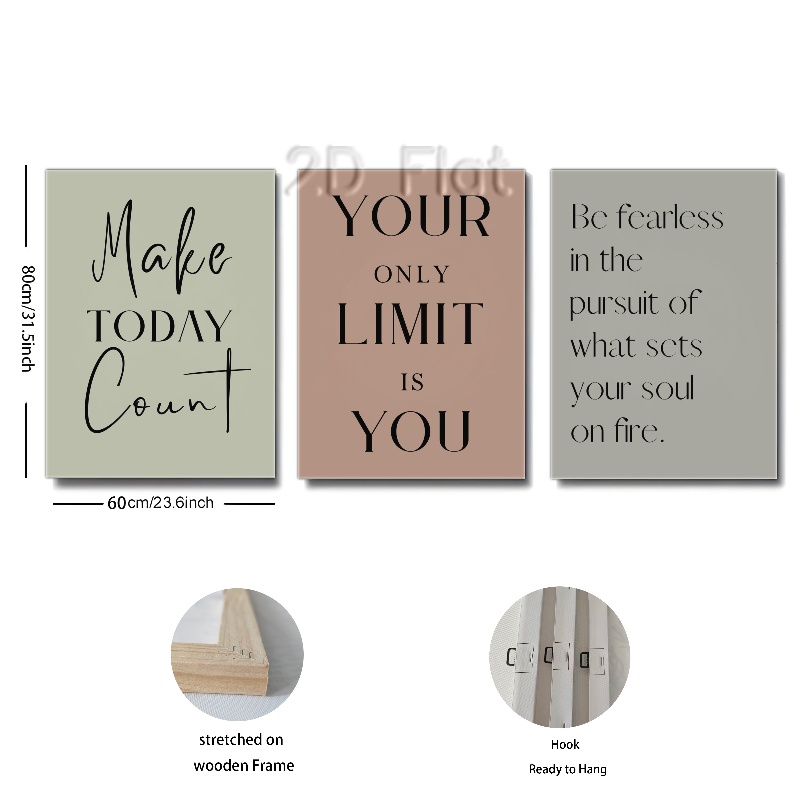 2D Flat
Make
TODAY
Count
YOUR
ONLY
LIMIT
IS
YOU
Be fearless
in the
pursuit of
what sets
your soul
on fire.
80cm/31.5inch
60cm/23.6inch
stretched on
wooden Frame
Hook
Ready to Hang